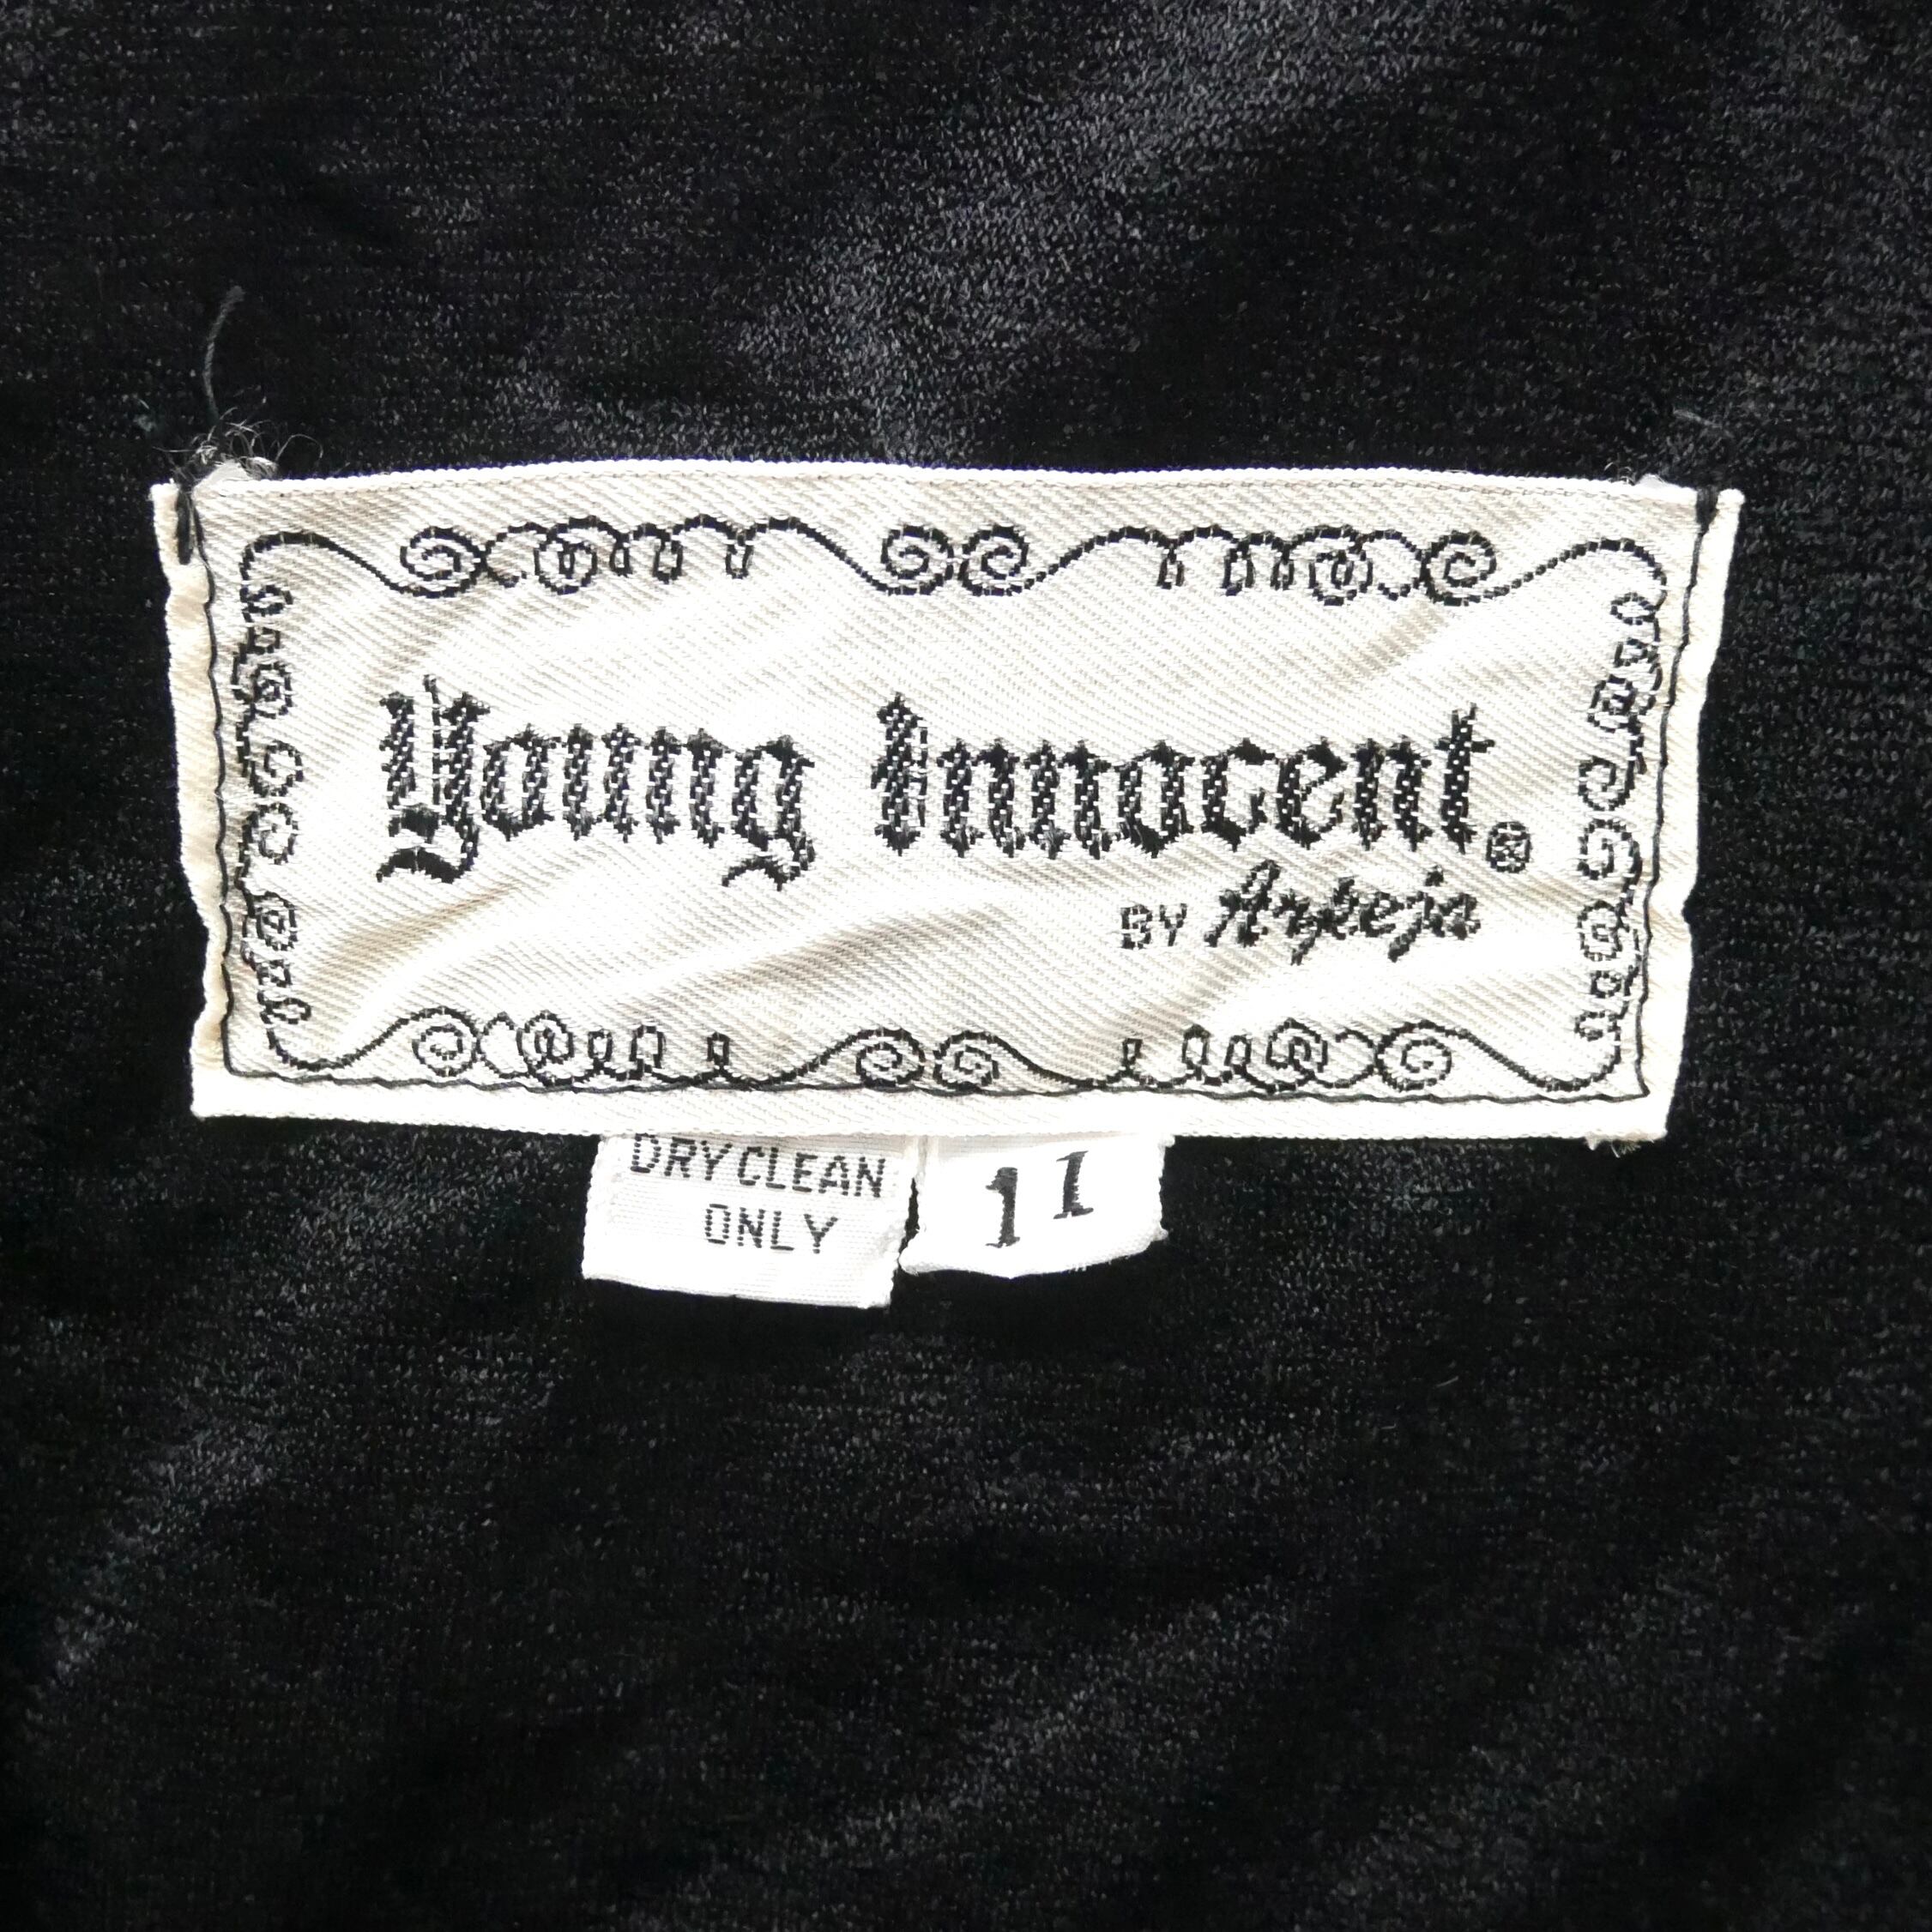 Young Innocent®
BY Arpeja
DRY CLEAN
ONLY
11